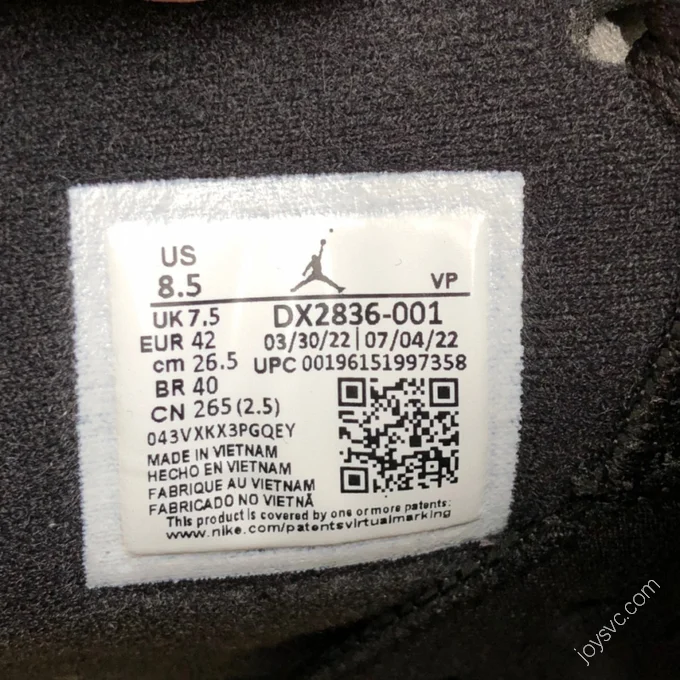 US
8.5
VP
UK 7.5
DX2836-001
EUR 42
03/30/22 | 07/04/22
cm 26.5
UPC 00196151997358
BR 40
CN 265 (2.5)
043VXKX3PGQEY
MADE IN VIETNAM
HECHO EN VIETNAM
FABRIQUE AU VIETNAM
FABRICADO NO VIETNÃ
This product is covered by one or more patents:
www.nike.com/patentsvirtualmarking
joysvc.com